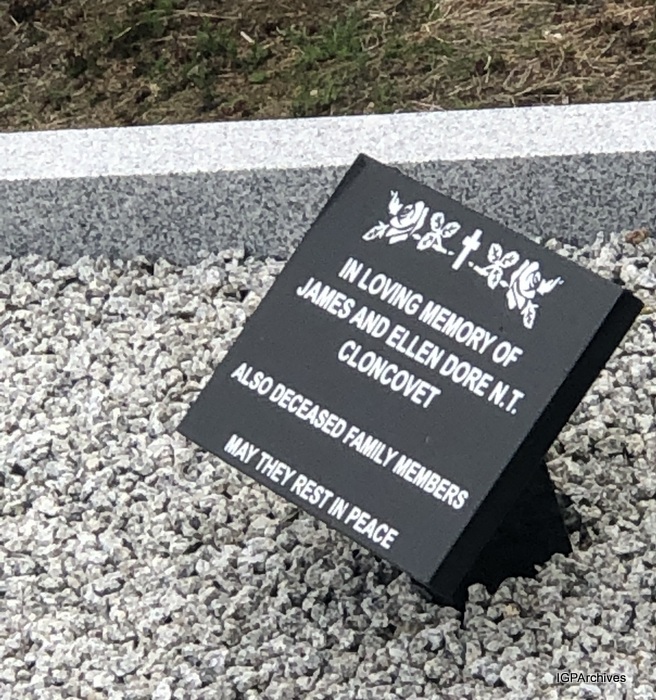 IN LOVING MEMORY OF
JAMES AND ELLEN DORE N.T.
CLONCOVET
ALSO DECEASED FAMILY MEMBERS
MAY THEY REST IN PEACE
IGPArchives